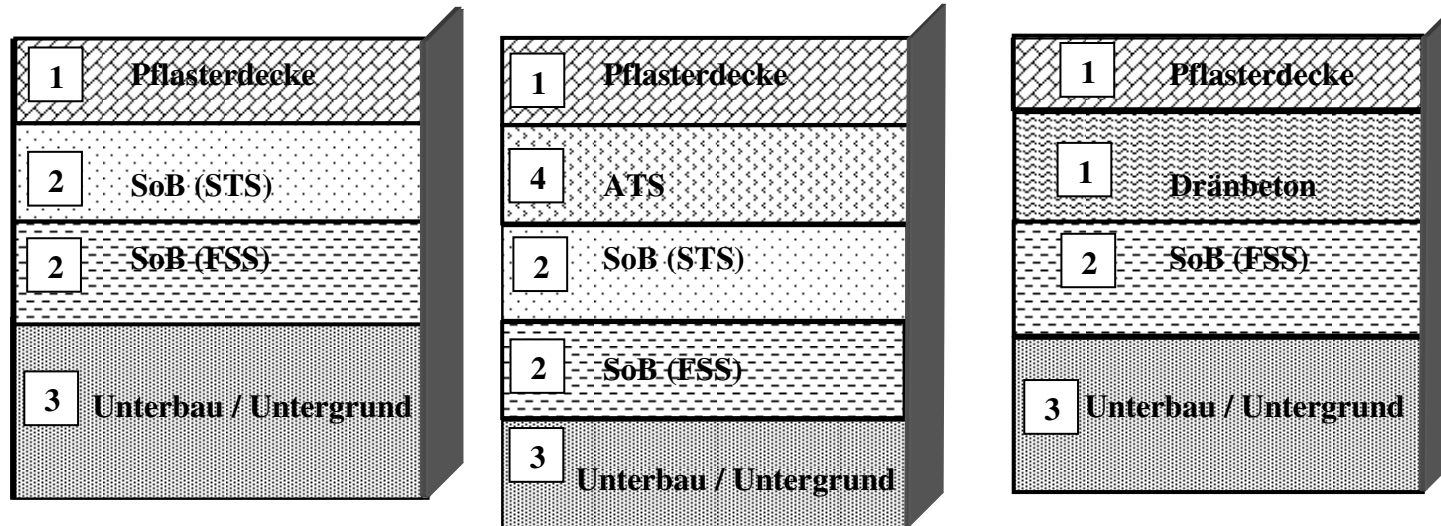 1 Pflasterdecke
2 SoB (STS)
2 SoB (FSS)
3 Unterbau / Untergrund
1 Pflasterdecke
4 ATS
2 SoB (STS)
2 SoB (FSS)
3 Unterbau / Untergrund
1 Pflasterdecke
1 Dränbeton
2 SoB (FSS)
3 Unterbau / Untergrund